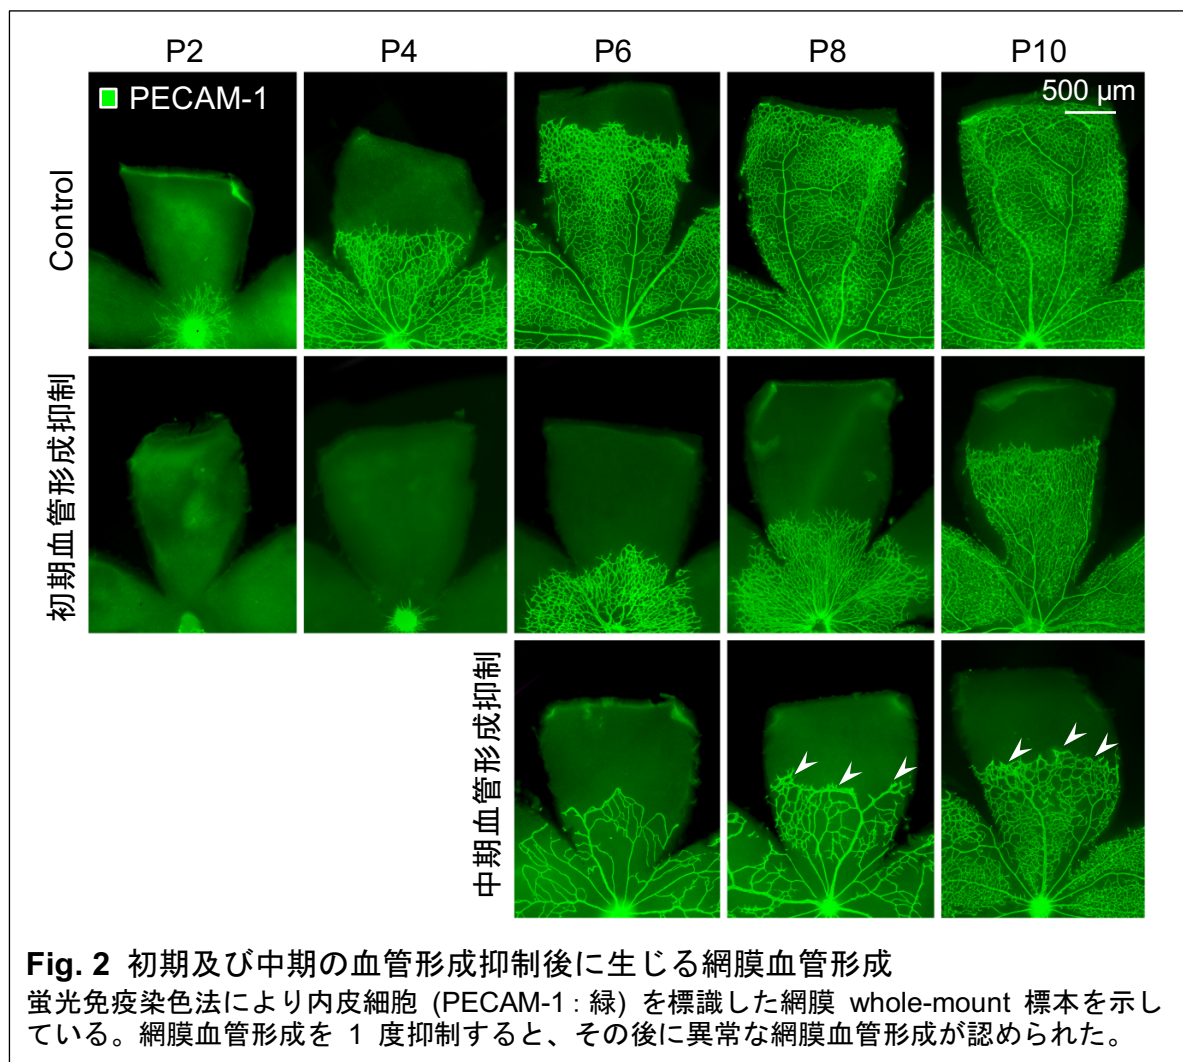 P2 P4 P6 P8 P10
PECAM-1
500 µm
Control
初期血管形成抑制
中期血管形成抑制
Fig. 2 初期及び中期の血管形成抑制後に生じる網膜血管形成
蛍光免疫染色法により内皮細胞 (PECAM-1 : 緑) を標識した網膜 whole-mount 標本を示し
ている。網膜血管形成を 1 度抑制すると、その後に異常な網膜血管形成が認められた。